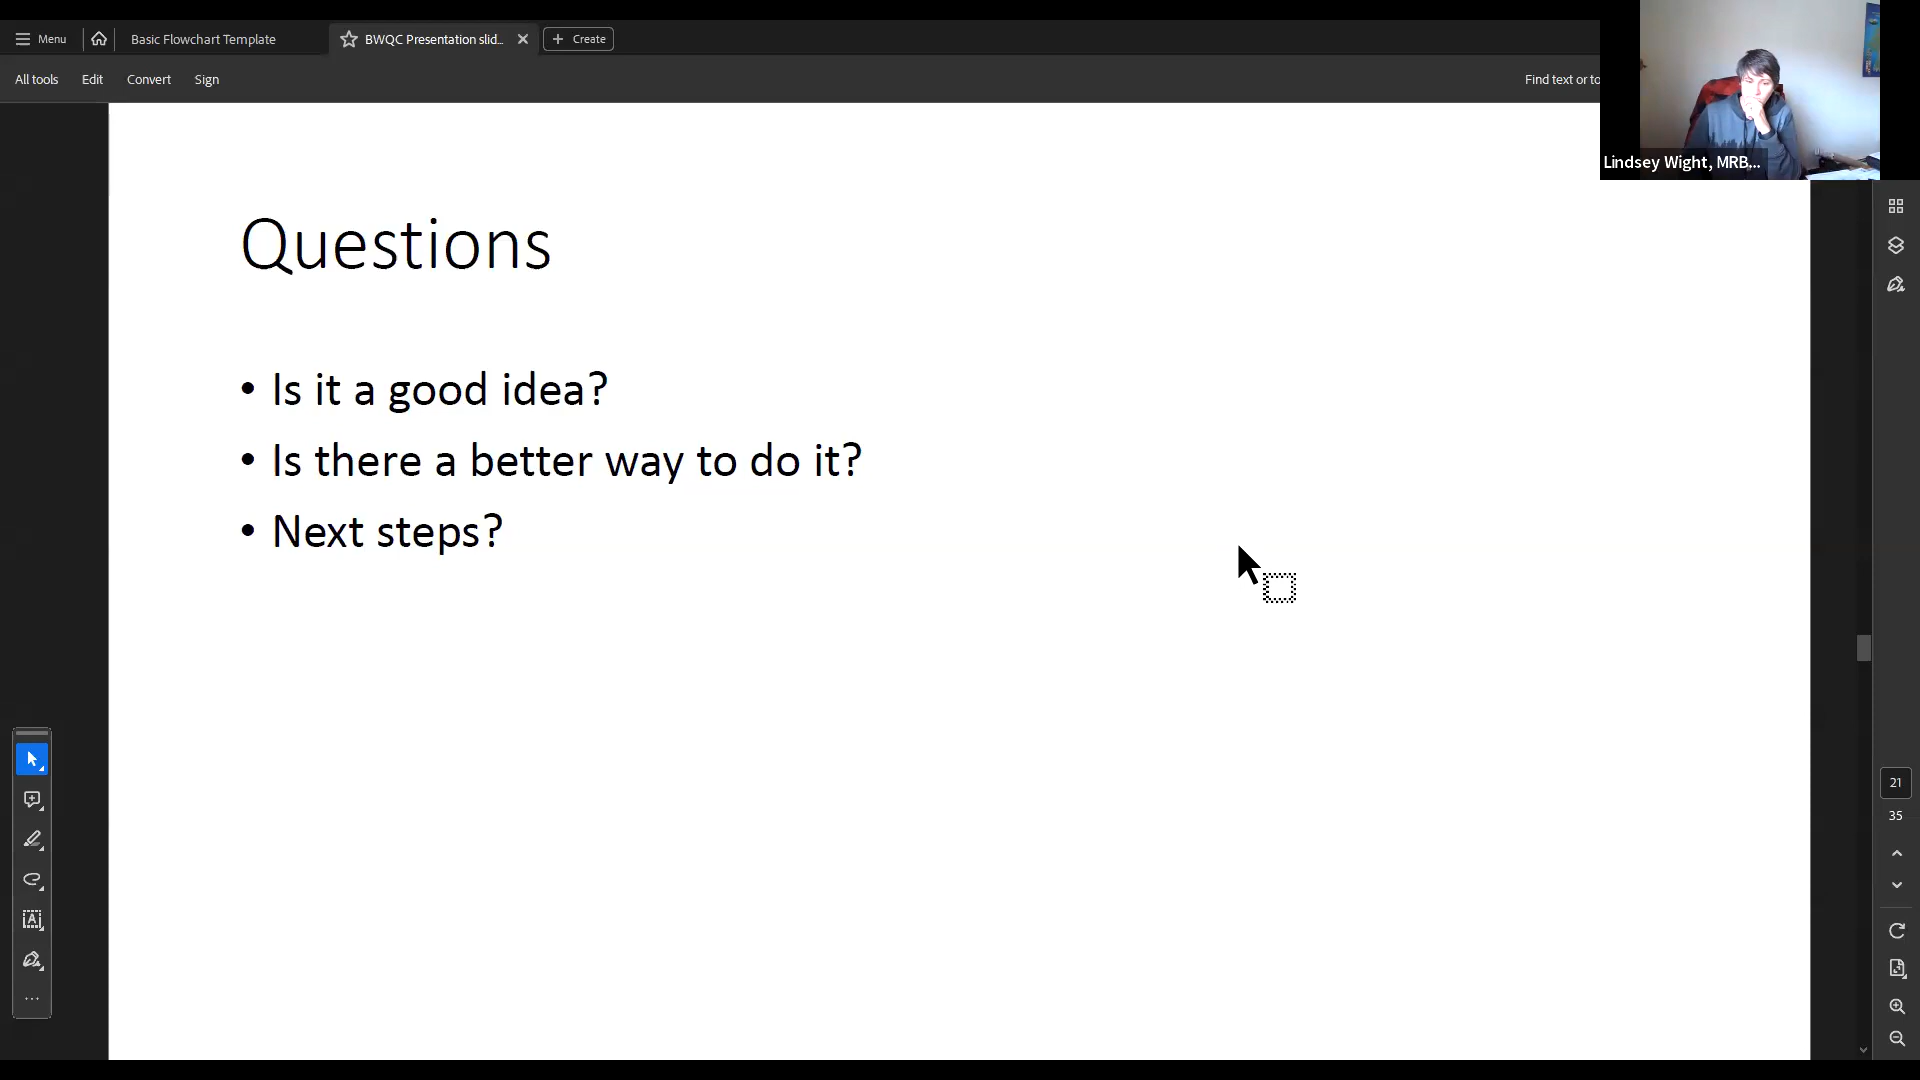 Menu
Basic Flowchart Template
BWQC Presentation slid...
Create
All tools
Edit
Convert
Sign
Find text or to
Lindsey Wight, MRB...
Questions
• Is it a good idea?
• Is there a better way to do it?
• Next steps?
21
35